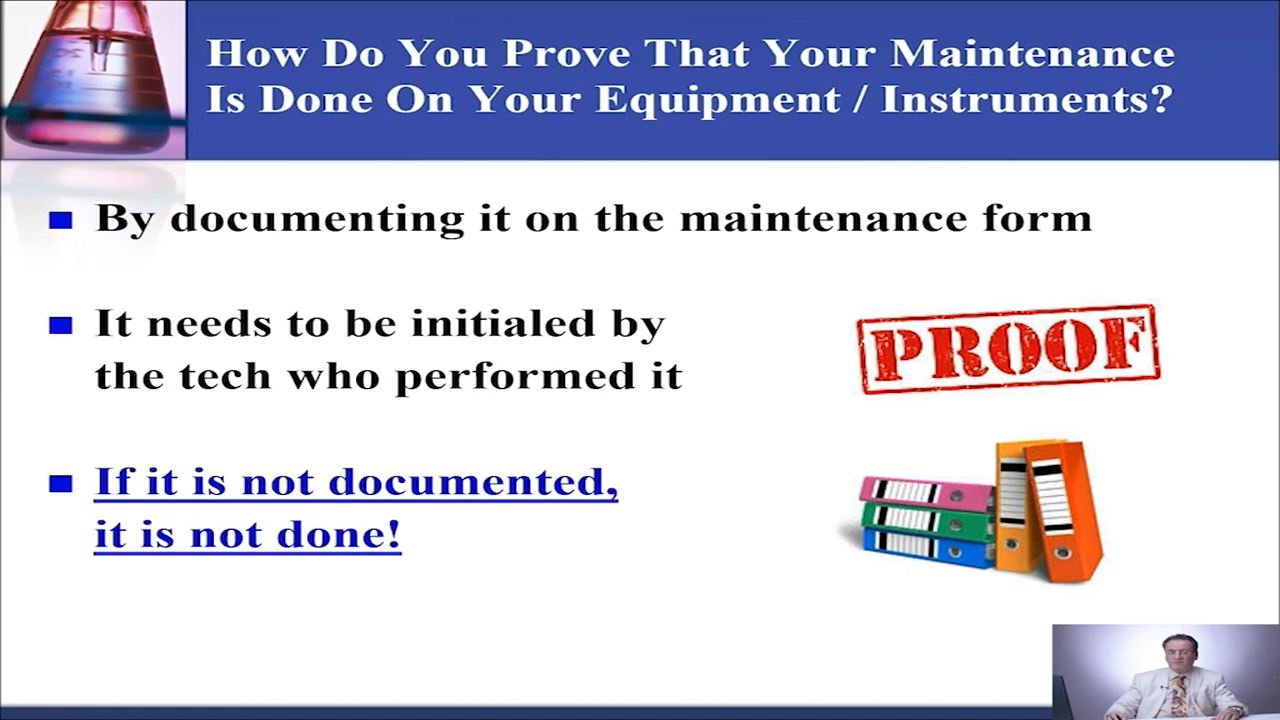 How Do You Prove That Your Maintenance
Is Done On Your Equipment / Instruments?
By documenting it on the maintenance form
It needs to be initialed by
the tech who performed it
PROOF
If it is not documented,
it is not done!